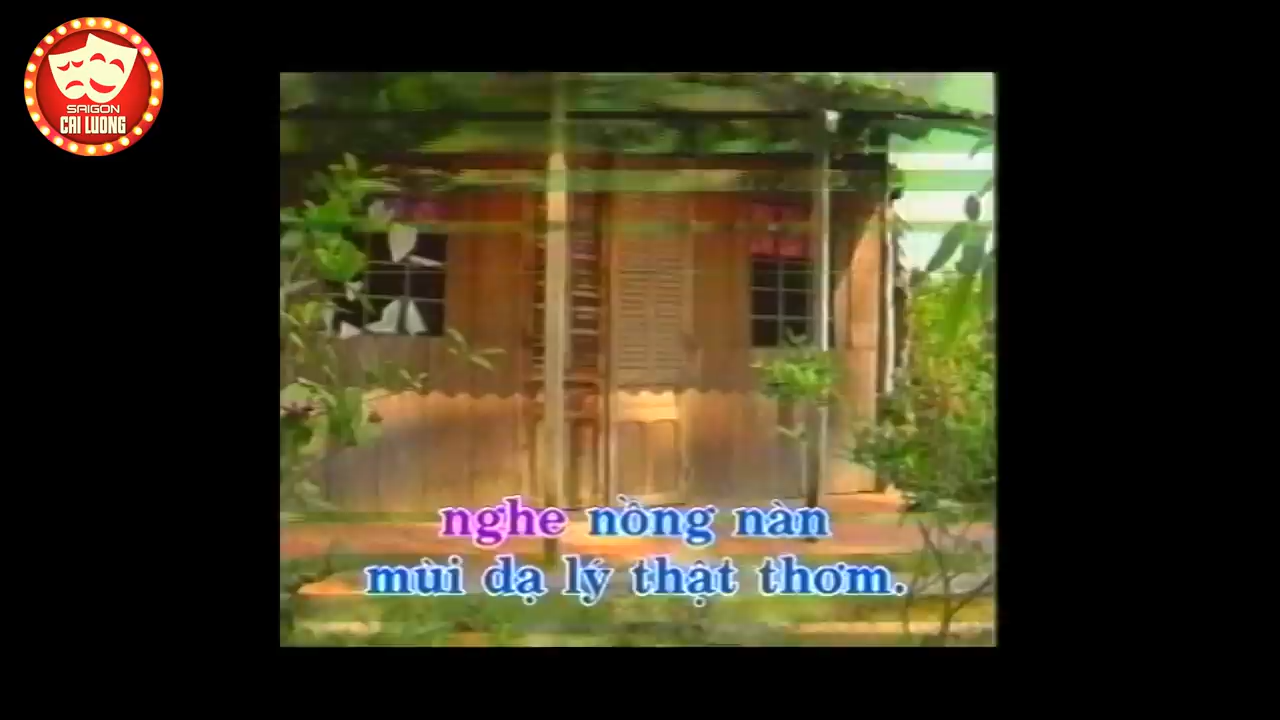 SAIGON
CAI LUONG
nghe nồng nàn
mùi dạ lý thật thơm.